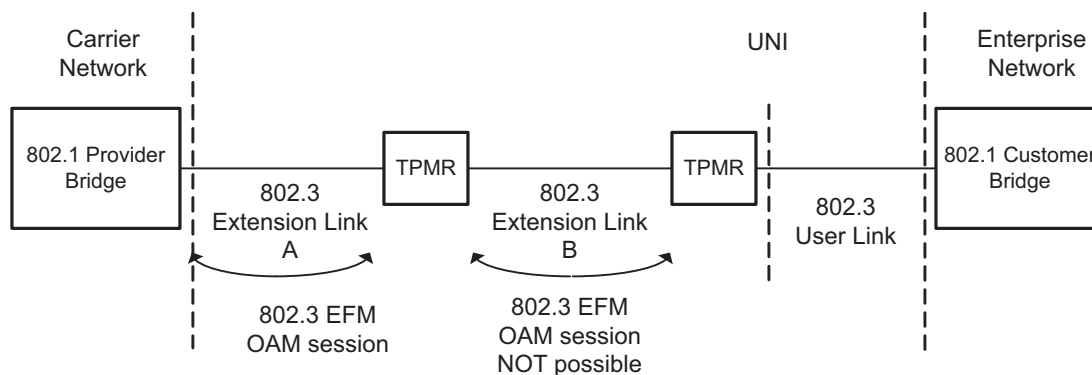 Carrier
Network
UNI
Enterprise
Network
802.1 Provider
Bridge
TPMR
TPMR
802.1 Customer
Bridge
802.3
Extension Link
A
802.3
Extension Link
B
802.3
User Link
802.3 EFM
OAM session
802.3 EFM
OAM session
NOT possible